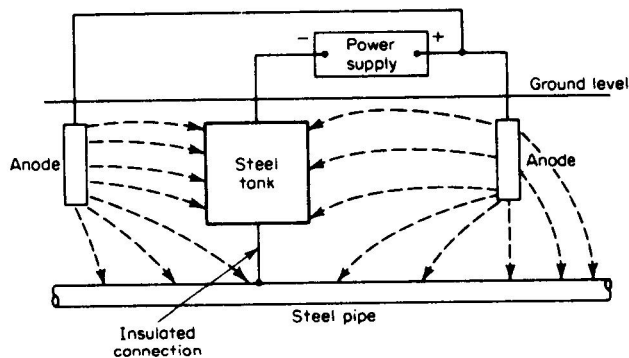 − Power +
supply
Ground level
Anode
Steel
tank
Anode
Insulated
connection
Steel pipe